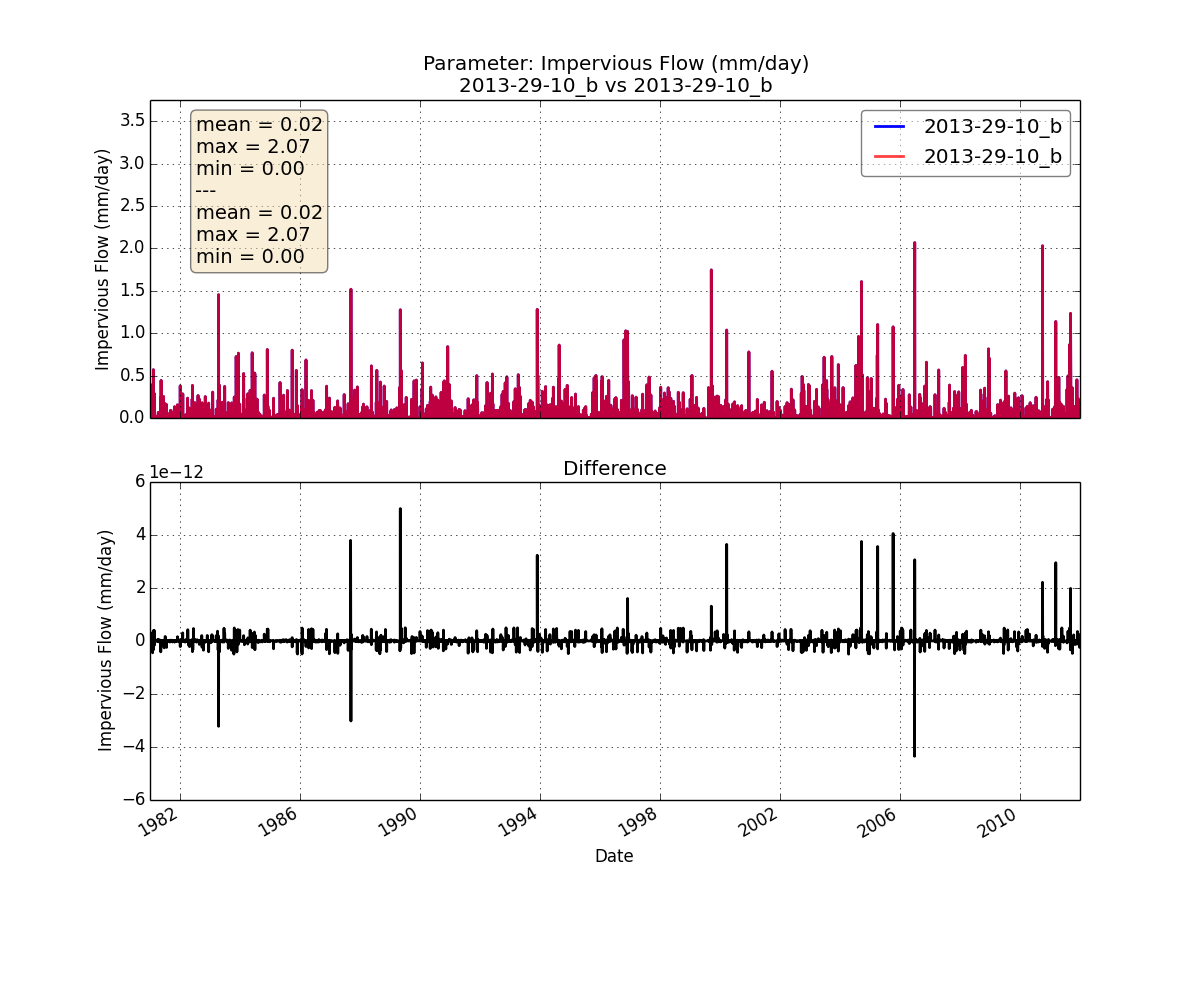 Parameter: Impervious Flow (mm/day)
2013-29-10_b vs 2013-29-10_b
mean = 0.02
max = 2.07
min = 0.00
---
mean = 0.02
max = 2.07
min = 0.00
2013-29-10_b
2013-29-10_b
3.5
3.0
2.5
2.0
1.5
1.0
0.5
0.0
Impervious Flow (mm/day)
Difference
1e−12
6
4
2
0
−2
−4
−6
Impervious Flow (mm/day)
1982
1986
1990
1994
1998
2002
2006
2010
Date